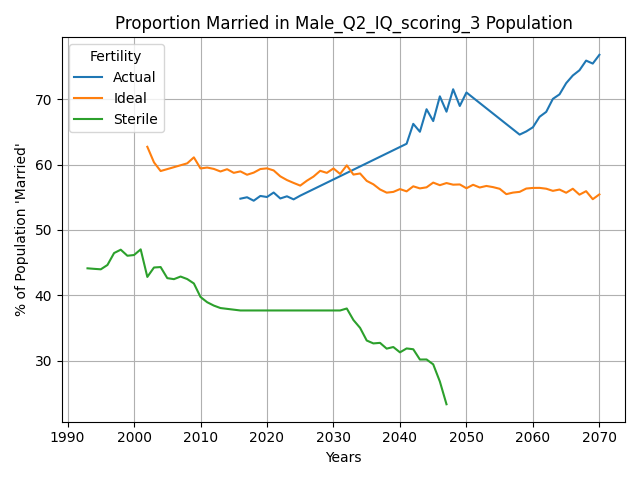 Proportion Married in Male_Q2_IQ_scoring_3 Population
Fertility
Actual
Ideal
Sterile
% of Population 'Married'
70
60
50
40
30
1990 2000 2010 2020 2030 2040 2050 2060 2070
Years